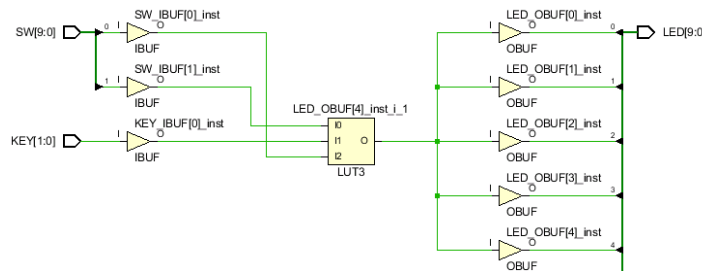 SW[9:0]
0
SW_IBUF[0]_inst
I
O
IBUF
1
SW_IBUF[1]_inst
I
O
IBUF
KEY[1:0]
KEY_IBUF[0]_inst
I
O
IBUF
LED_OBUF[4]_inst_i_1
I0
I1
I2
O
LUT3
LED_OBUF[0]_inst
I
O
OBUF
0
LED[9:0
LED_OBUF[1]_inst
I
O
OBUF
1
LED_OBUF[2]_inst
I
O
OBUF
2
LED_OBUF[3]_inst
I
O
OBUF
3
LED_OBUF[4]_inst
I
O
OBUF
4